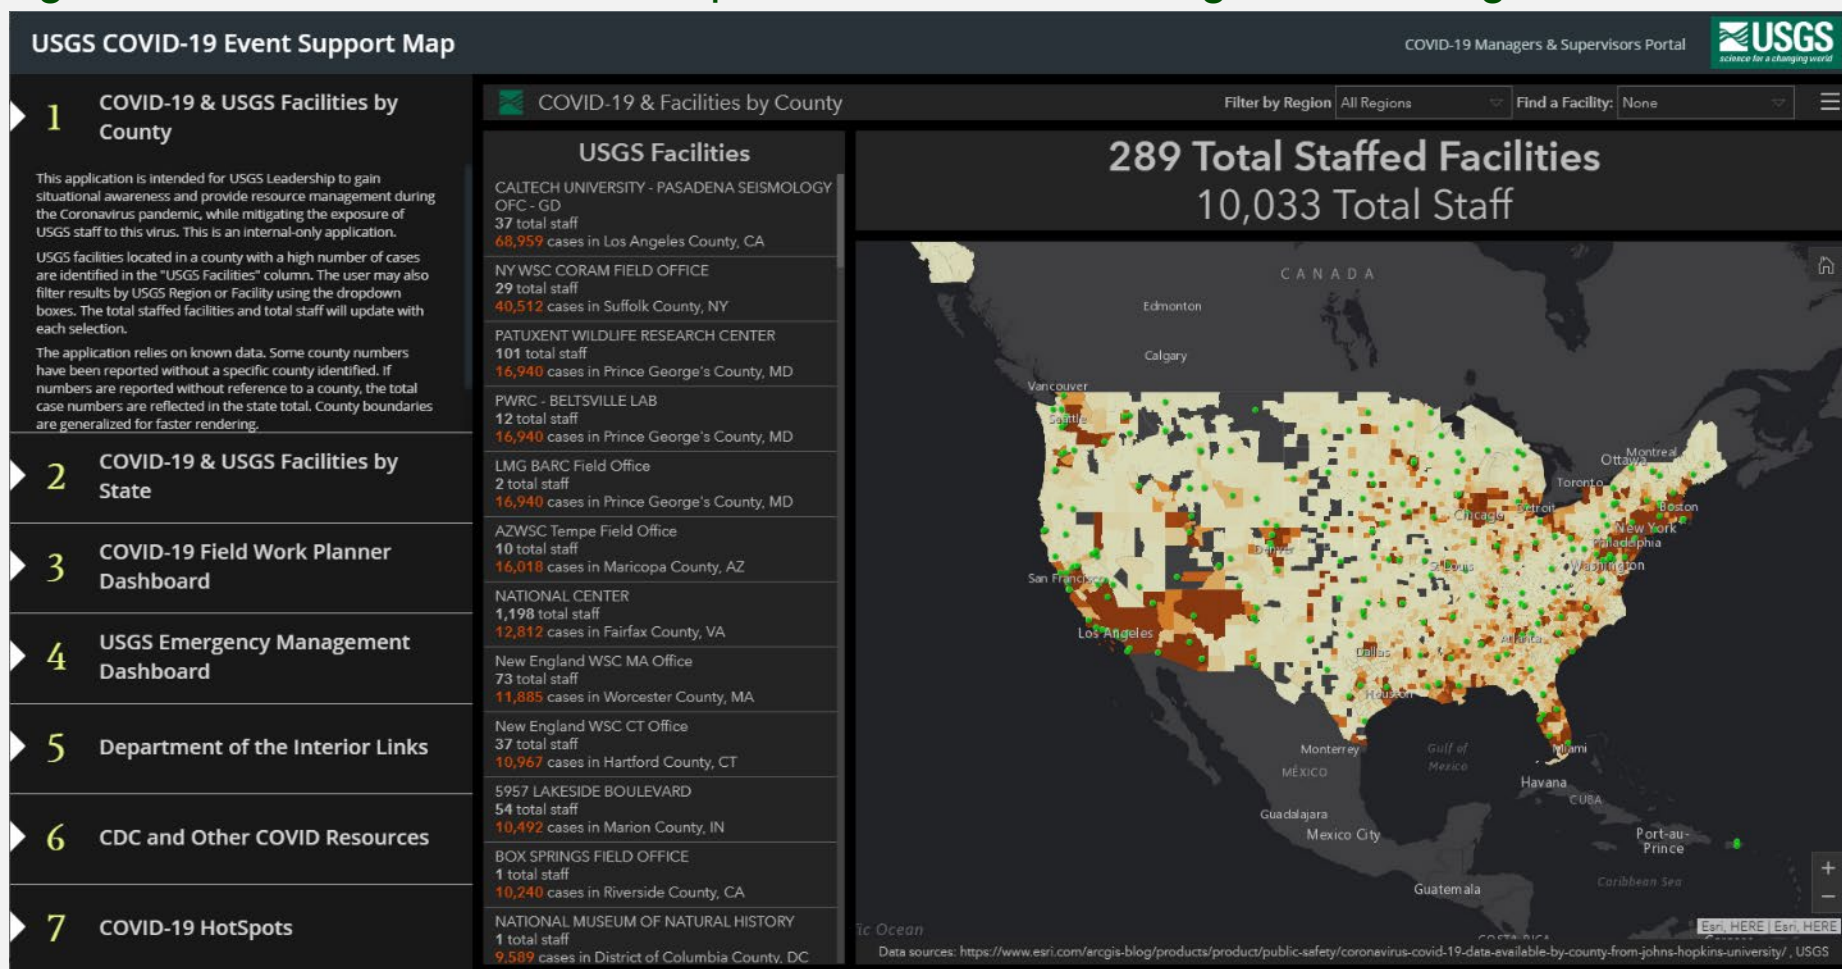 USGS COVID-19 Event Support Map
COVID-19 Managers & Supervisors Portal
USGS
science for a changing world
1
COVID-19 & USGS Facilities by
County
This application is intended for USGS Leadership to gain
situational awareness and provide resource management during
the Coronavirus pandemic, while mitigating the exposure of
USGS staff to this virus. This is an internal-only application.
USGS facilities located in a county with a high number of cases
are identified in the "USGS Facilities" column. The user may also
filter results by USGS Region or Facility using the dropdown
boxes. The total staffed facilities and total staff will update with
each selection.
The application relies on known data. Some county numbers
have been reported without a specific county identified. If
numbers are reported without reference to a county, the total
case numbers are reflected in the state total. County boundaries
are generalized for faster rendering.
2
COVID-19 & USGS Facilities by
State
3
COVID-19 Field Work Planner
Dashboard
4
USGS Emergency Management
Dashboard
5
Department of the Interior Links
6
CDC and Other COVID Resources
7
COVID-19 HotSpots
COVID-19 & Facilities by County
Filter by Region All Regions
Find a Facility: None
USGS Facilities
CALTECH UNIVERSITY - PASADENA SEISMOLOGY
OFC - GD
37 total staff
68,959 cases in Los Angeles County, CA
NY WSC CORAM FIELD OFFICE
29 total staff
40,512 cases in Suffolk County, NY
PATUXENT WILDLIFE RESEARCH CENTER
101 total staff
16,940 cases in Prince George's County, MD
PWRC - BELTSVILLE LAB
12 total staff
16,940 cases in Prince George's County, MD
LMG BARC Field Office
2 total staff
16,940 cases in Prince George's County, MD
AZWSC Tempe Field Office
10 total staff
16,018 cases in Maricopa County, AZ
NATIONAL CENTER
1,198 total staff
12,812 cases in Fairfax County, VA
New England WSC MA Office
73 total staff
11,885 cases in Worcester County, MA
New England WSC CT Office
37 total staff
10,967 cases in Hartford County, CT
5957 LAKESIDE BOULEVARD
54 total staff
10,492 cases in Marion County, IN
BOX SPRINGS FIELD OFFICE
1 total staff
10,240 cases in Riverside County, CA
NATIONAL MUSEUM OF NATURAL HISTORY
1 total staff
9,589 cases in District of Columbia County, DC
289 Total Staffed Facilities
10,033 Total Staff
CANADA
Edmonton
Calgary
Vancouver
Seattle
Montreal
Ottawa
Toronto
Chicago
Detroit
Boston
New York
Philadelphia
Denver
St Louis
Washington
San Francisco
Los Angeles
Atlanta
Dallas
Houston
Monterrey
Gulf of
Mexico
Miami
MÉXICO
Havana
CUBA
Guadalajara
Mexico City
Port-au-
Prince
Caribbean Sea
Guatemala
ic Ocean
COSTA RICA
Esri, HERE | Esri, HERE
Data sources: https://www.esri.com/arcgis-blog/products/product/public-safety/coronavirus-covid-19-data-available-by-county-from-johns-hopkins-university/ , USGS